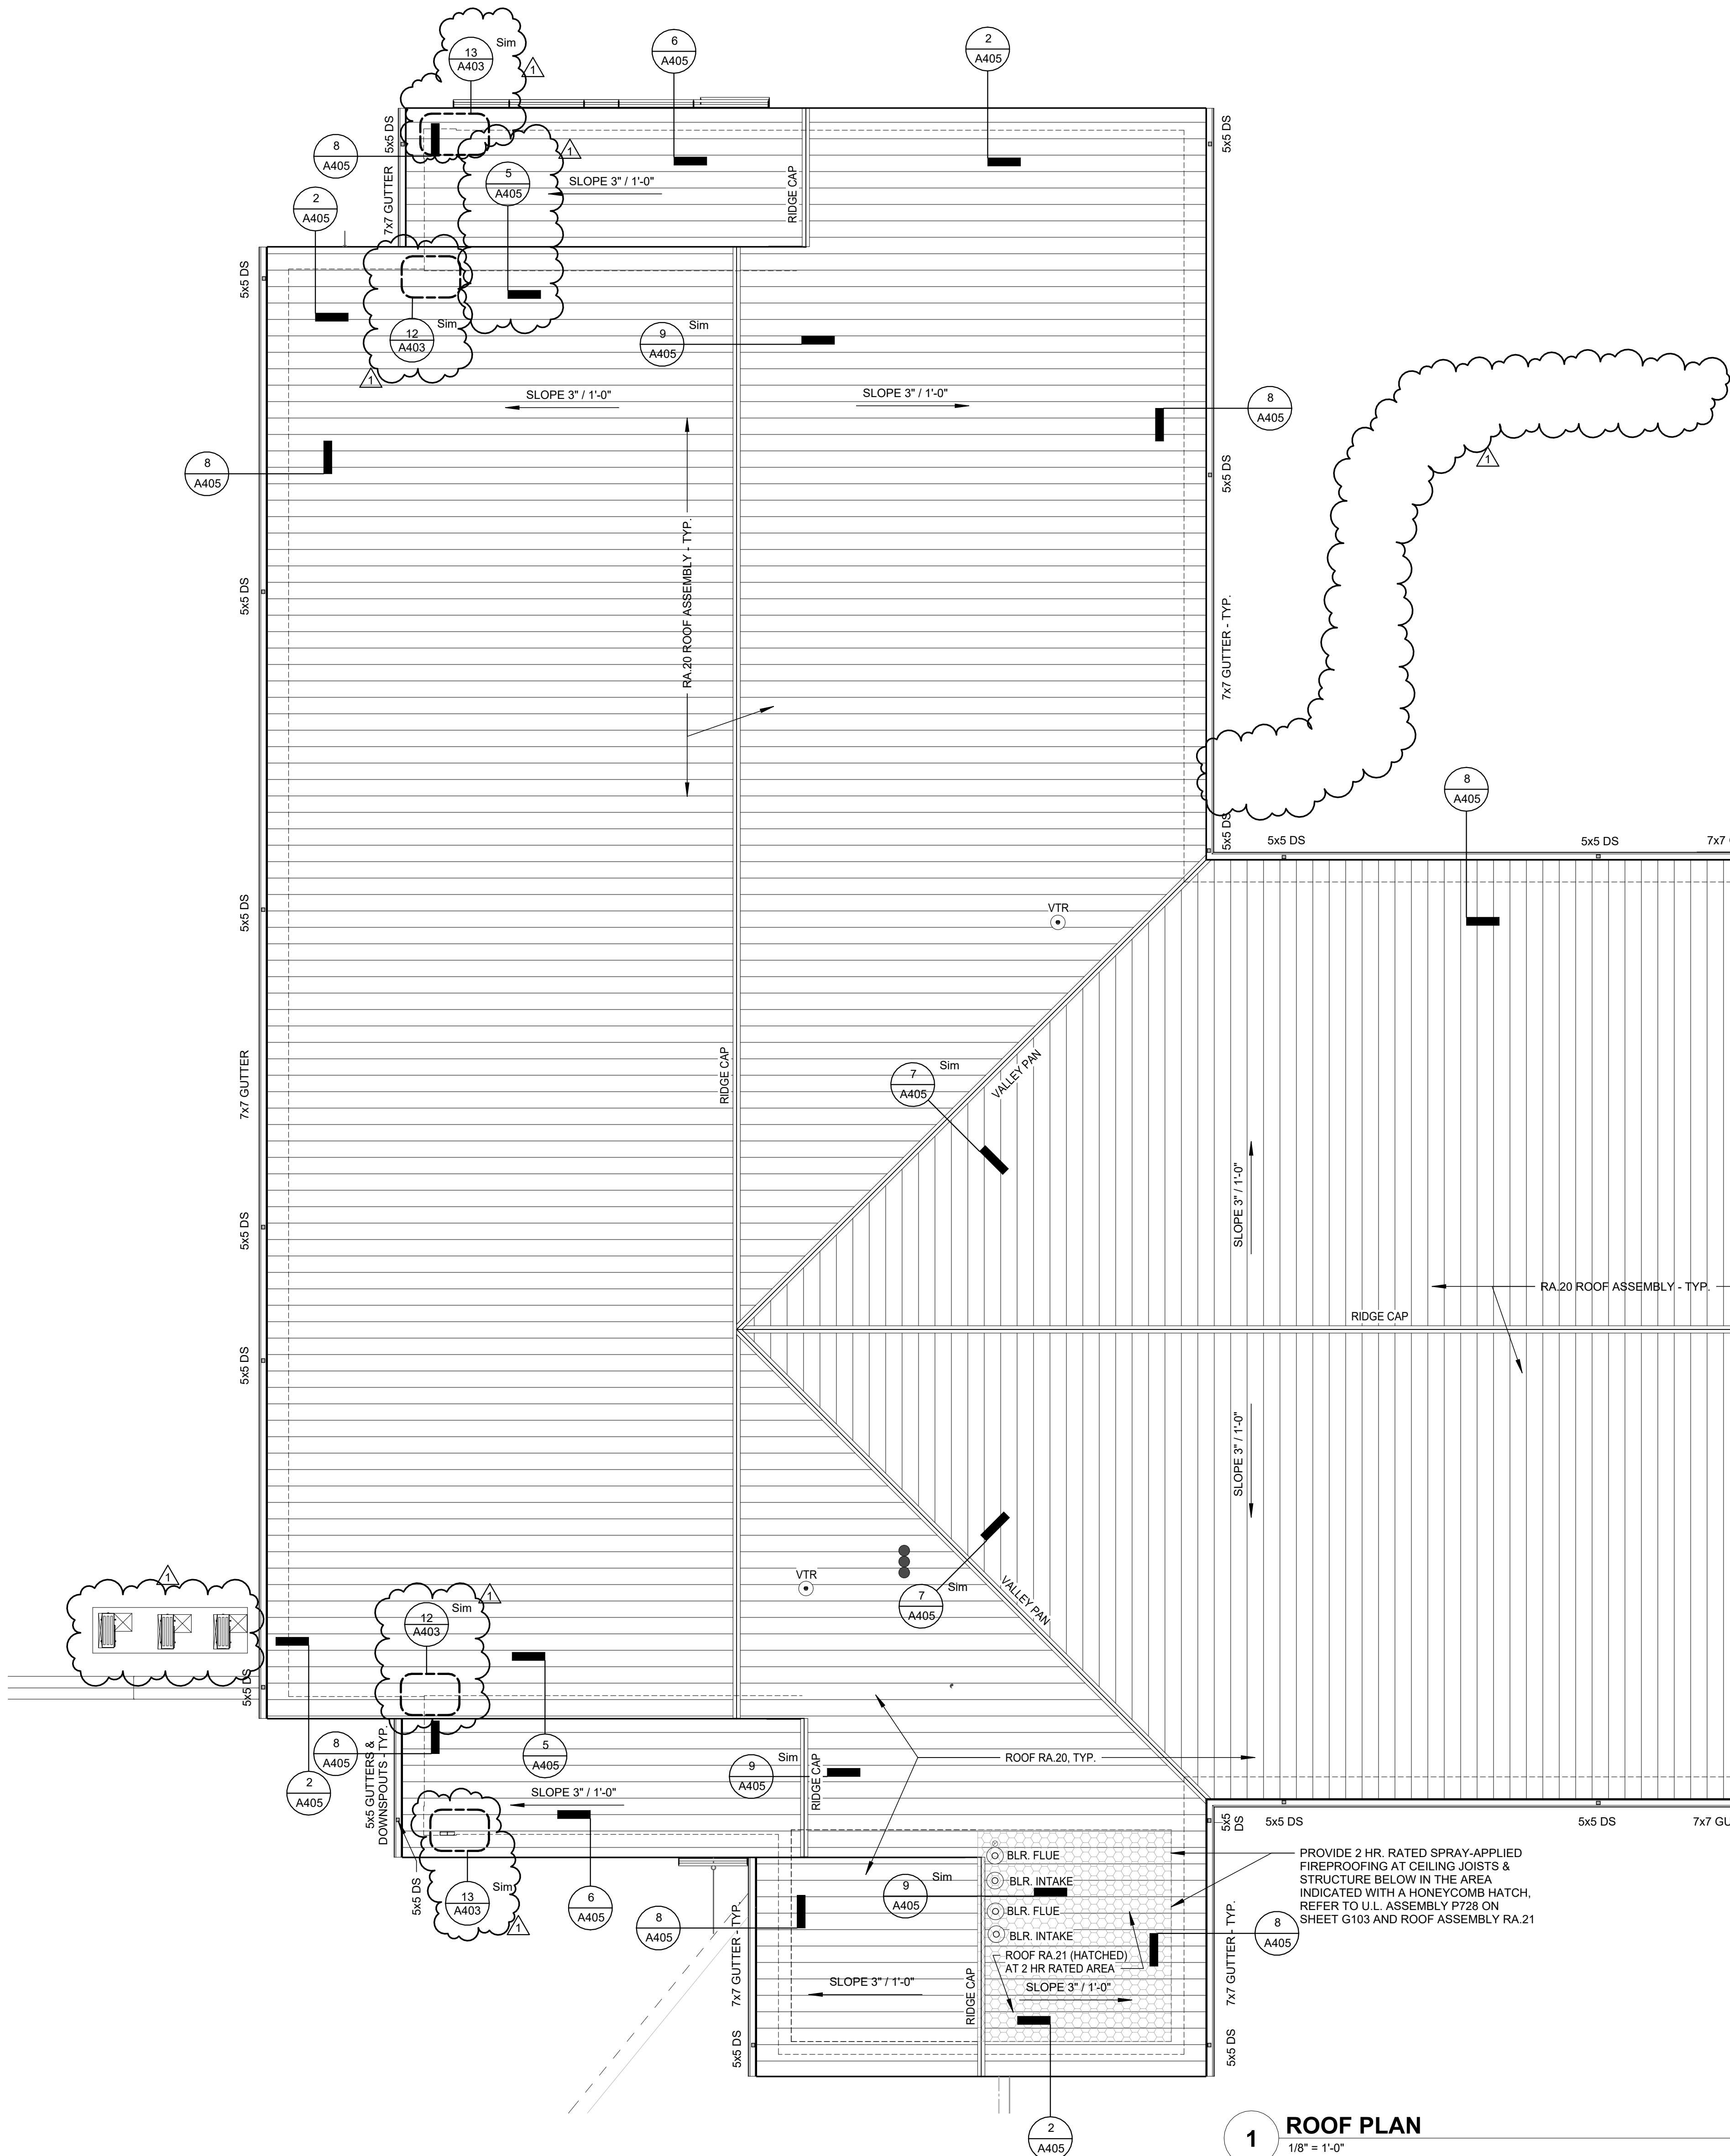 13
A403
Sim
1
6
A405
2
A405
5x5 DS
5x5 DS
8
A405
1
5
A405
SLOPE 3" / 1'-0"
RIDGE CAP
7x7 GUTTER
2
A405
5x5 DS
12
A403
Sim
1
9
A405
Sim
SLOPE 3" / 1'-0"
SLOPE 3" / 1'-0"
8
A405
8
A405
5x5 DS
1
RA.20 ROOF ASSEMBLY - TYP.
5x5 DS
7x7 GUTTER - TYP.
8
A405
5x5 DS
5x5 DS
5x5 DS
7x7
5x5 DS
VTR
7x7 GUTTER
RIDGE CAP
7
A405
Sim
VALLEY PAN
SLOPE 3" / 1'-0"
5x5 DS
RA.20 ROOF ASSEMBLY - TYP.
RIDGE CAP
5x5 DS
SLOPE 3" / 1'-0"
1
VTR
7
A405
Sim
VALLEY PAN
12
A403
Sim
1
5x5 DS
8
A405
2
A405
5x5 GUTTERS &
DOWNSPOUTS - TYP.
5
A405
9
A405
Sim
RIDGE CAP
ROOF RA.20, TYP.
SLOPE 3" / 1'-0"
5x5
DS
5x5 DS
5x5 DS
7x7 GU
5x5 DS
13
A403
Sim
1
6
A405
8
A405
9
A405
Sim
BLR. FLUE
BLR. INTAKE
BLR. FLUE
BLR. INTAKE
PROVIDE 2 HR. RATED SPRAY-APPLIED
FIREPROOFING AT CEILING JOISTS &
STRUCTURE BELOW IN THE AREA
INDICATED WITH A HONEYCOMB HATCH,
REFER TO U.L. ASSEMBLY P728 ON
SHEET G103 AND ROOF ASSEMBLY RA.21
8
A405
7x7 GUTTER - TYP.
7x7 GUTTER - TYP.
ROOF RA.21 (HATCHED)
AT 2 HR RATED AREA
SLOPE 3" / 1'-0"
RIDGE CAP
SLOPE 3" / 1'-0"
5x5 DS
5x5 DS
2
A405
1
ROOF PLAN
1/8" = 1'-0"